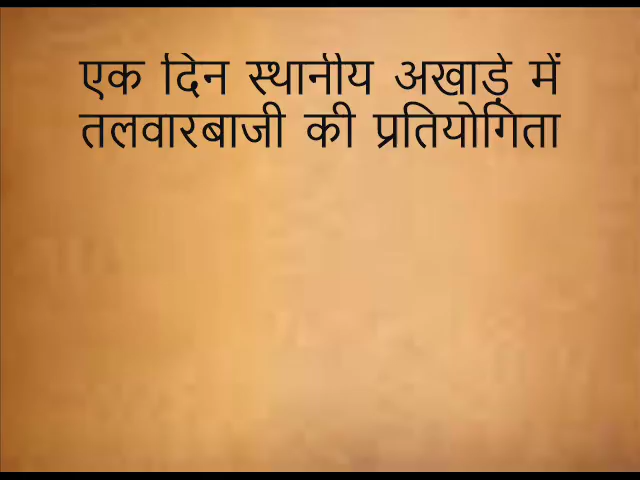 एक दिन स्थानीय अखाड़े में
तलवारबाजी की प्रतियोगिता